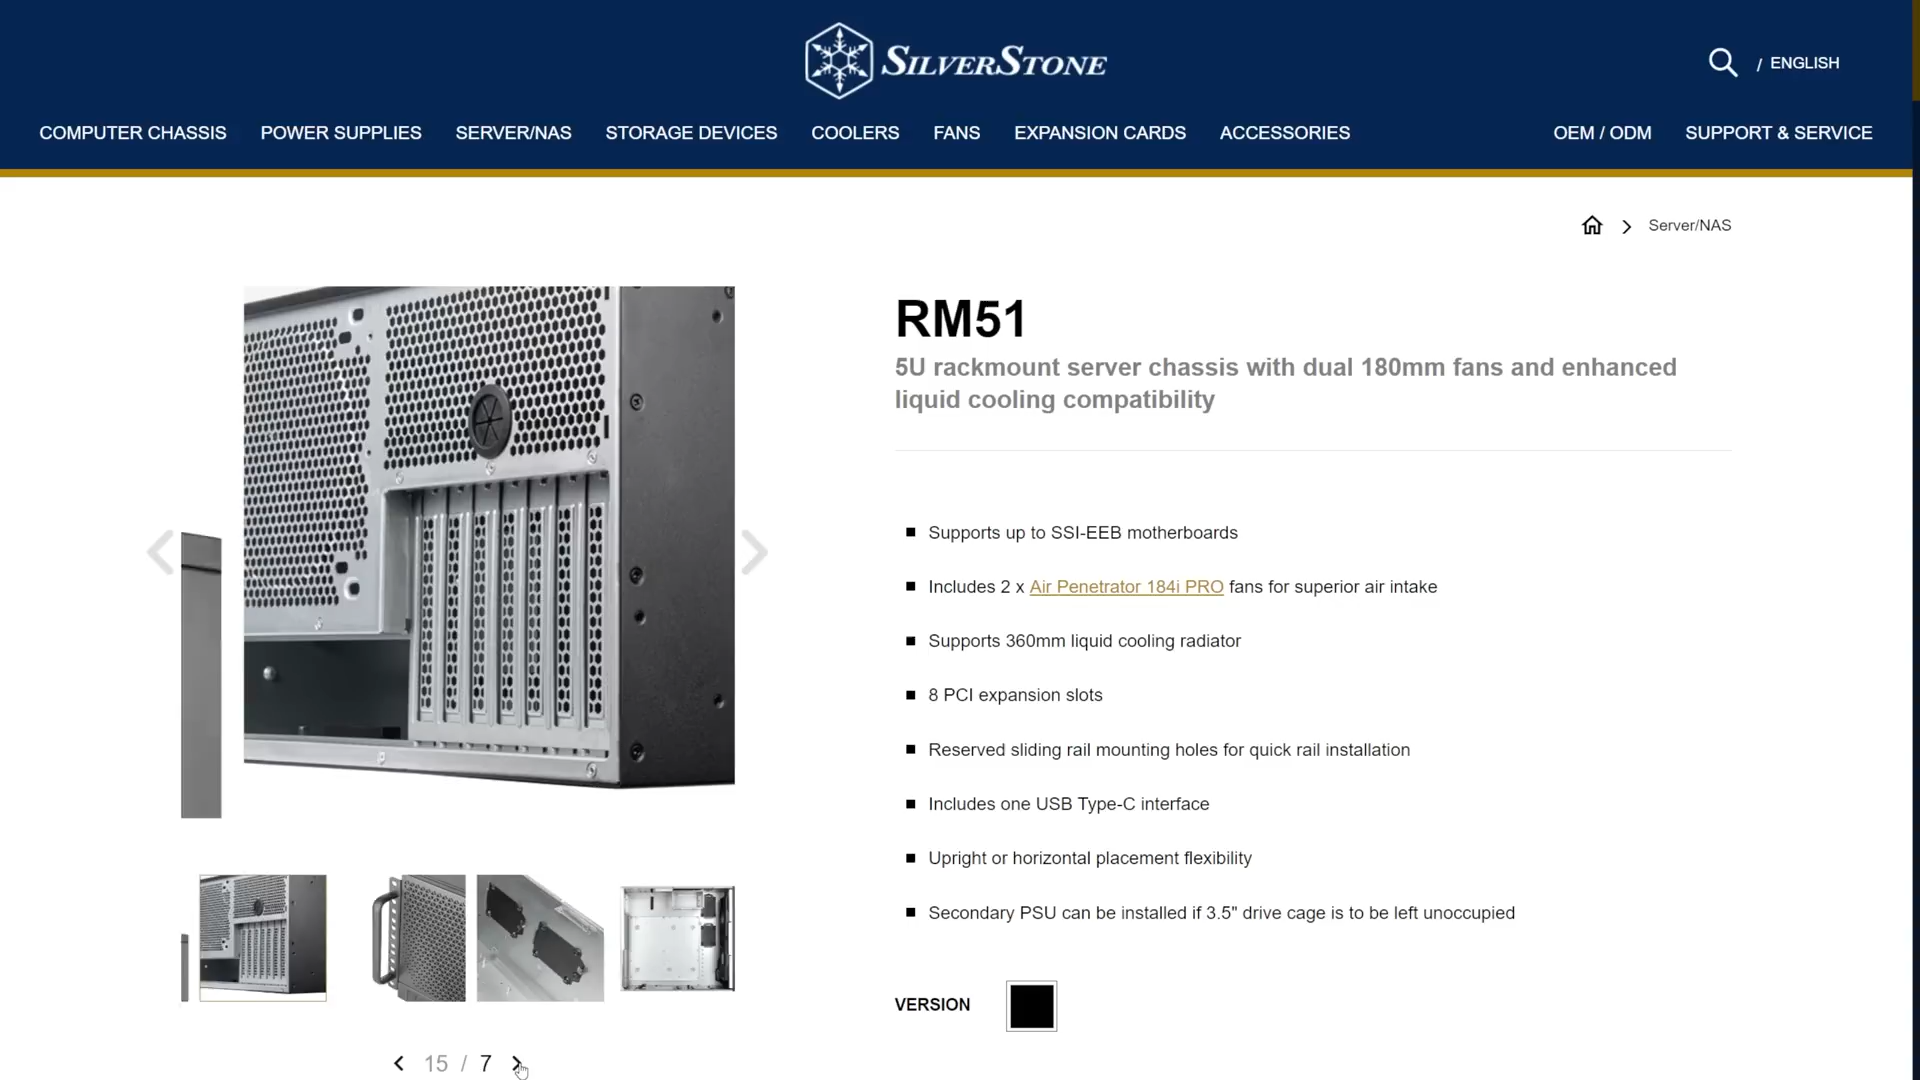 SILVERSTONE
/ ENGLISH
COMPUTER CHASSIS POWER SUPPLIES SERVER/NAS STORAGE DEVICES COOLERS FANS EXPANSION CARDS ACCESSORIES OEM / ODM SUPPORT & SERVICE
Server/NAS
RM51
5U rackmount server chassis with dual 180mm fans and enhanced
liquid cooling compatibility
Supports up to SSI-EEB motherboards
Includes 2 x Air Penetrator 184i PRO fans for superior air intake
Supports 360mm liquid cooling radiator
8 PCI expansion slots
Reserved sliding rail mounting holes for quick rail installation
Includes one USB Type-C interface
Upright or horizontal placement flexibility
Secondary PSU can be installed if 3.5" drive cage is to be left unoccupied
VERSION
15 / 7